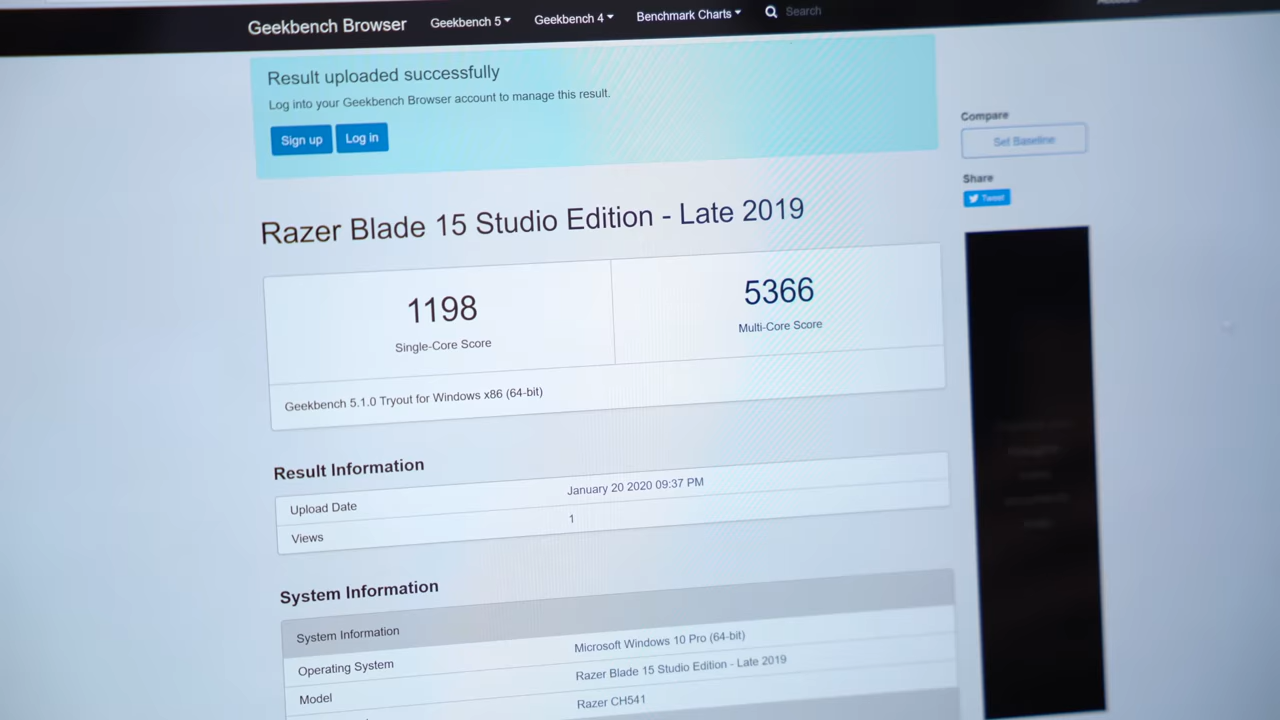 Geekbench Browser Geekbench 5 Geekbench 4 Benchmark Charts Search
Result uploaded successfully
Log into your Geekbench Browser account to manage this result.
Sign up Log in
Compare
Set Baseline
Share
Tweet
Razer Blade 15 Studio Edition - Late 2019
1198 5366
Single-Core Score Multi-Core Score
Geekbench 5.1.0 Tryout for Windows x86 (64-bit)
Result Information
Upload Date January 20 2020 09:37 PM
Views 1
System Information
System Information
Operating System Microsoft Windows 10 Pro (64-bit)
Model Razer Blade 15 Studio Edition - Late 2019
Razer CH541